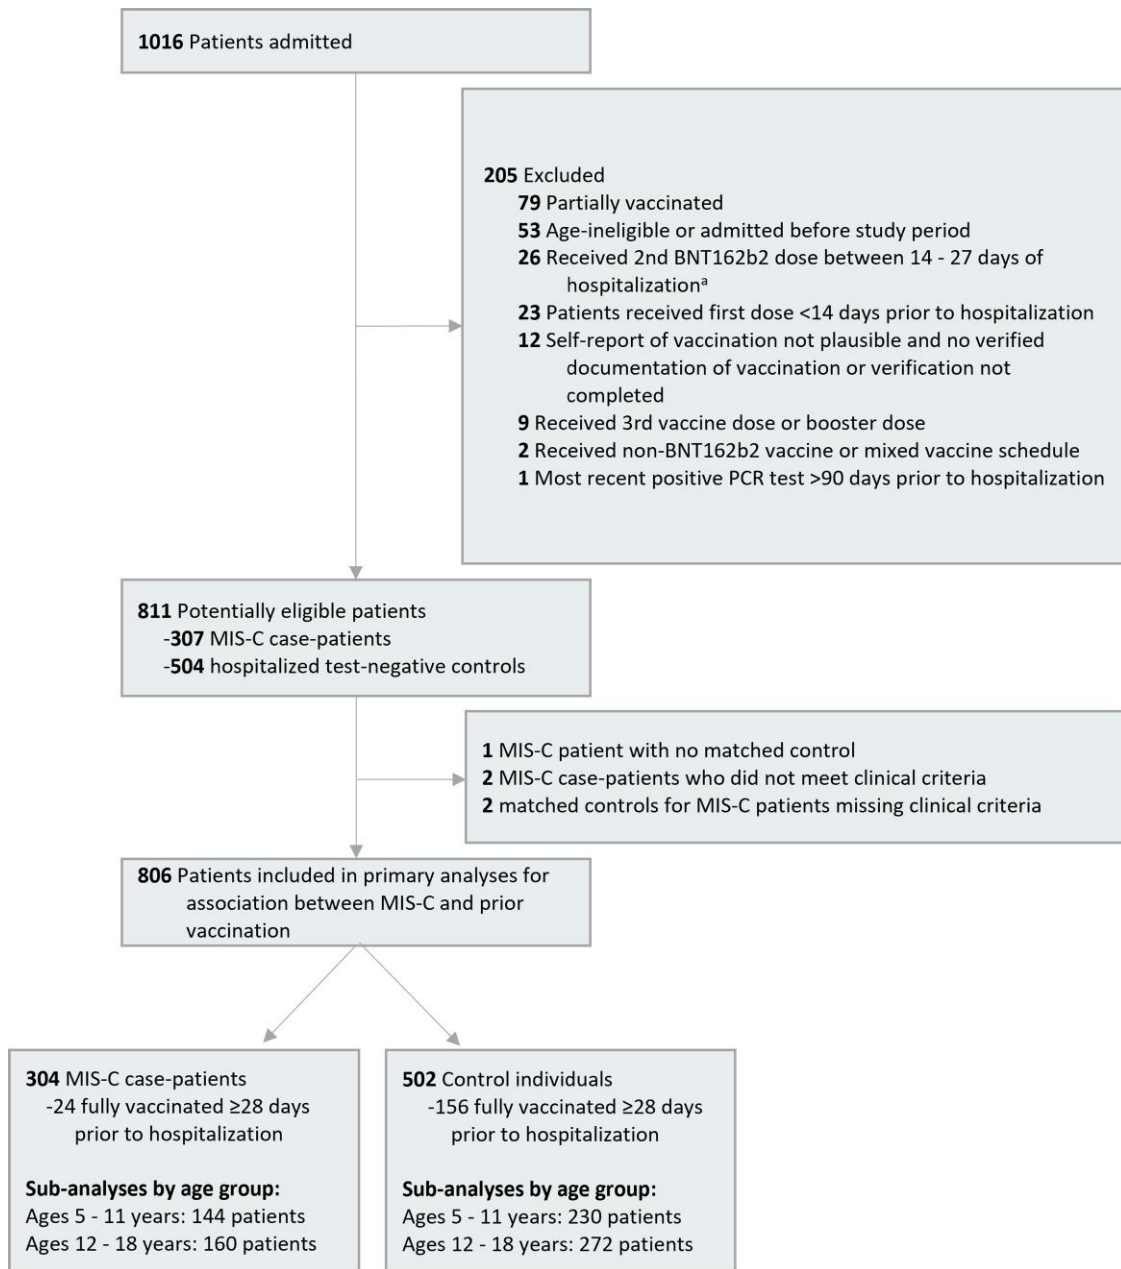 1016 Patients admitted
205 Excluded
79 Partially vaccinated
53 Age-ineligible or admitted before study period
26 Received 2nd BNT162b2 dose between 14 - 27 days of
hospitalizationᵃ
23 Patients received first dose <14 days prior to hospitalization
12 Self-report of vaccination not plausible and no verified
documentation of vaccination or verification not
completed
9 Received 3rd vaccine dose or booster dose
2 Received non-BNT162b2 vaccine or mixed vaccine schedule
1 Most recent positive PCR test >90 days prior to hospitalization
811 Potentially eligible patients
-307 MIS-C case-patients
-504 hospitalized test-negative controls
1 MIS-C patient with no matched control
2 MIS-C case-patients who did not meet clinical criteria
2 matched controls for MIS-C patients missing clinical criteria
806 Patients included in primary analyses for
association between MIS-C and prior
vaccination
304 MIS-C case-patients
-24 fully vaccinated ≥28 days
prior to hospitalization
Sub-analyses by age group:
Ages 5 - 11 years: 144 patients
Ages 12 - 18 years: 160 patients
502 Control individuals
-156 fully vaccinated ≥28 days
prior to hospitalization
Sub-analyses by age group:
Ages 5 - 11 years: 230 patients
Ages 12 - 18 years: 272 patients